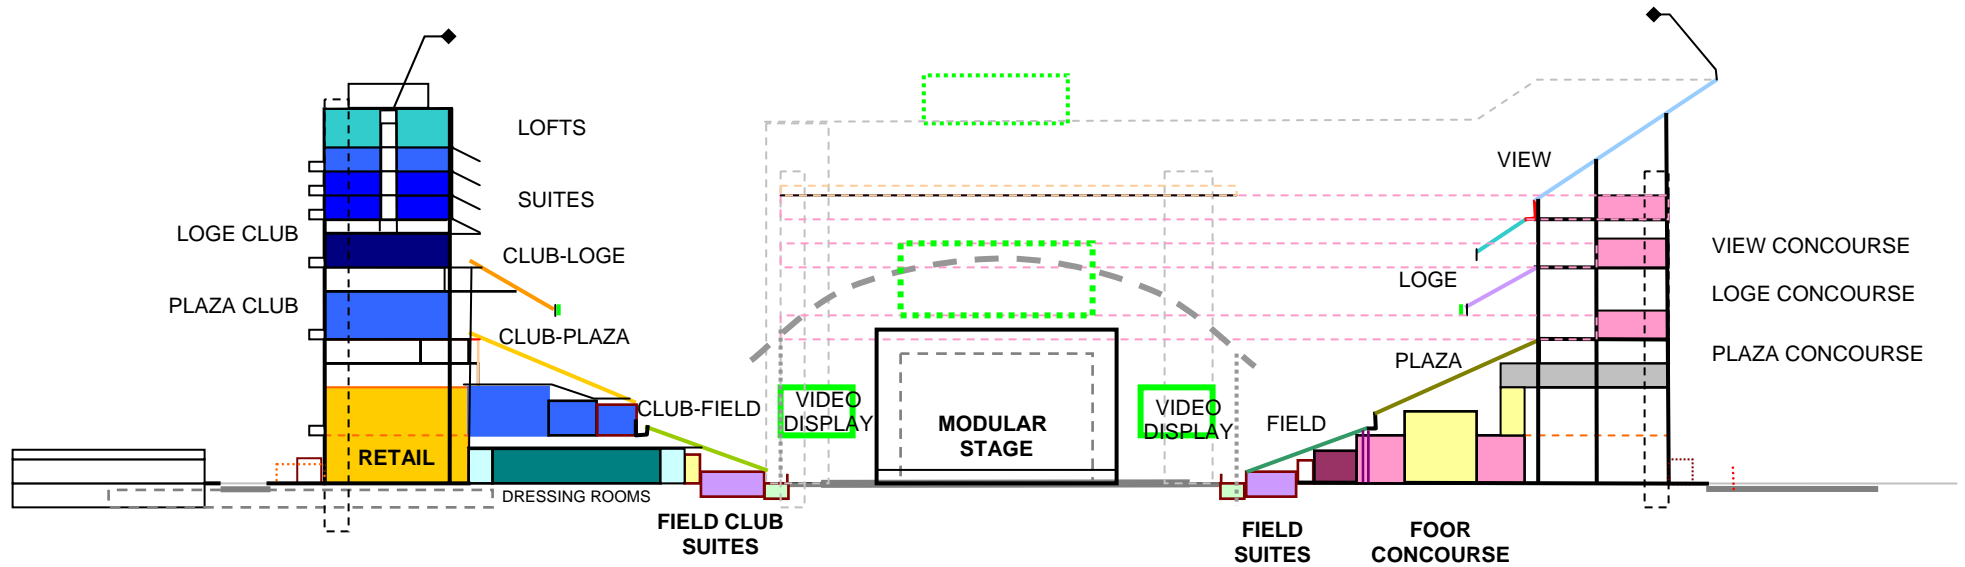 LOFTS
VIEW
SUITES
LOGE CLUB
CLUB-LOGE
VIEW CONCOURSE
LOGE
LOGE CONCOURSE
PLAZA CLUB
CLUB-PLAZA
PLAZA
PLAZA CONCOURSE
CLUB-FIELD
VIDEO
DISPLAY
MODULAR
STAGE
VIDEO
DISPLAY
FIELD
RETAIL
DRESSING ROOMS
FIELD CLUB
SUITES
FIELD
SUITES
FOOR
CONCOURSE